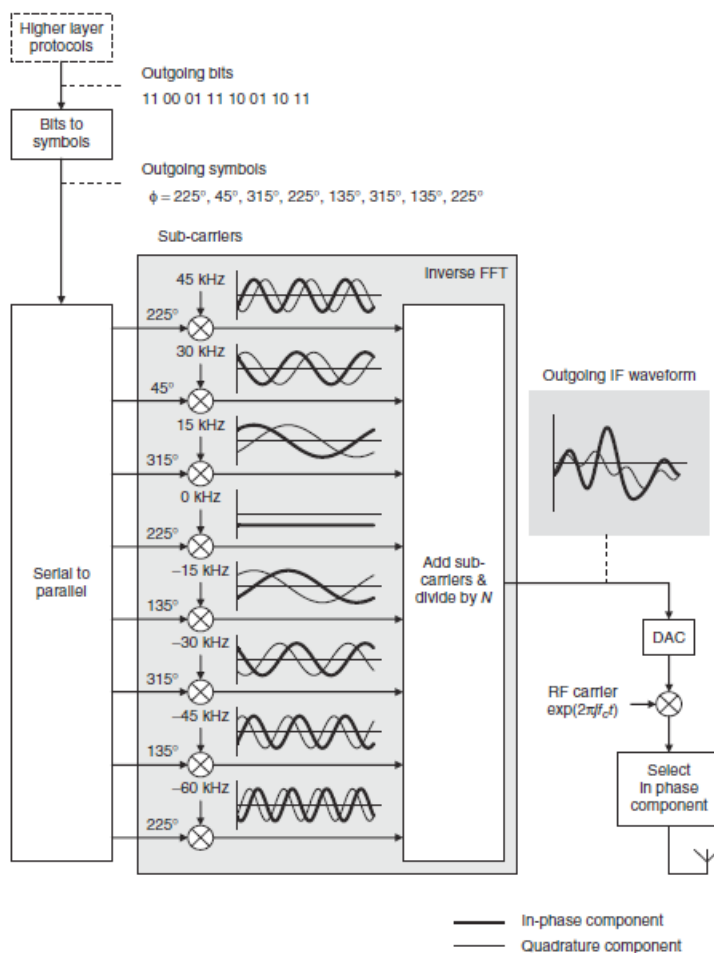 Higher layer
protocols
Outgoing bits
11 00 01 11 10 01 10 11
Bits to
symbols
Outgoing symbols
ϕ = 225°, 45°, 315°, 225°, 135°, 315°, 135°, 225°
Sub-carriers
Inverse FFT
45 kHz
225°
30 kHz
45°
15 kHz
315°
0 kHz
225°
−15 kHz
135°
−30 kHz
315°
−45 kHz
135°
−60 kHz
225°
Serial to
parallel
Add sub-
carriers &
divide by N
Outgoing IF waveform
DAC
RF carrier
exp(2πjf_ct)
Select
In phase
component
In-phase component
Quadrature component